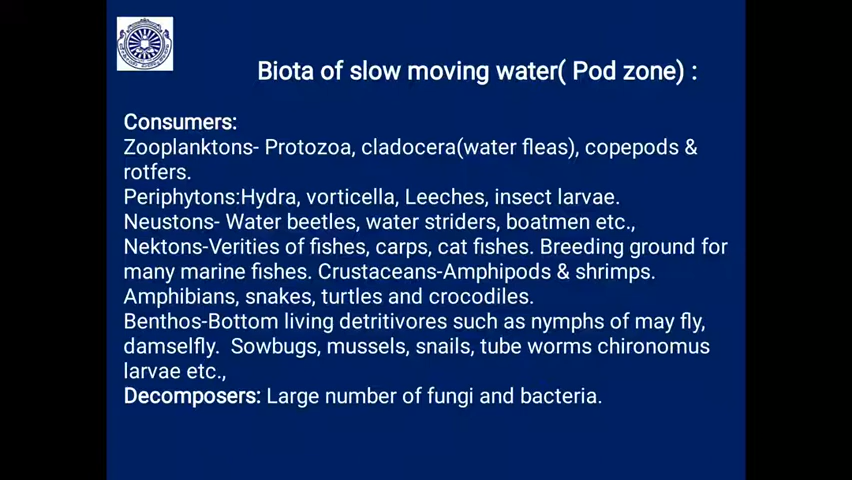 Biota of slow moving water( Pod zone) :
Consumers:
Zooplanktons- Protozoa, cladocera(water fleas), copepods &
rotfers.
Periphytons:Hydra, vorticella, Leeches, insect larvae.
Neustons- Water beetles, water striders, boatmen etc.,
Nektons-Verities of fishes, carps, cat fishes. Breeding ground for
many marine fishes. Crustaceans-Amphipods & shrimps.
Amphibians, snakes, turtles and crocodiles.
Benthos-Bottom living detritivores such as nymphs of may fly,
damselfly.  Sowbugs, mussels, snails, tube worms chironomus
larvae etc.,
Decomposers: Large number of fungi and bacteria.